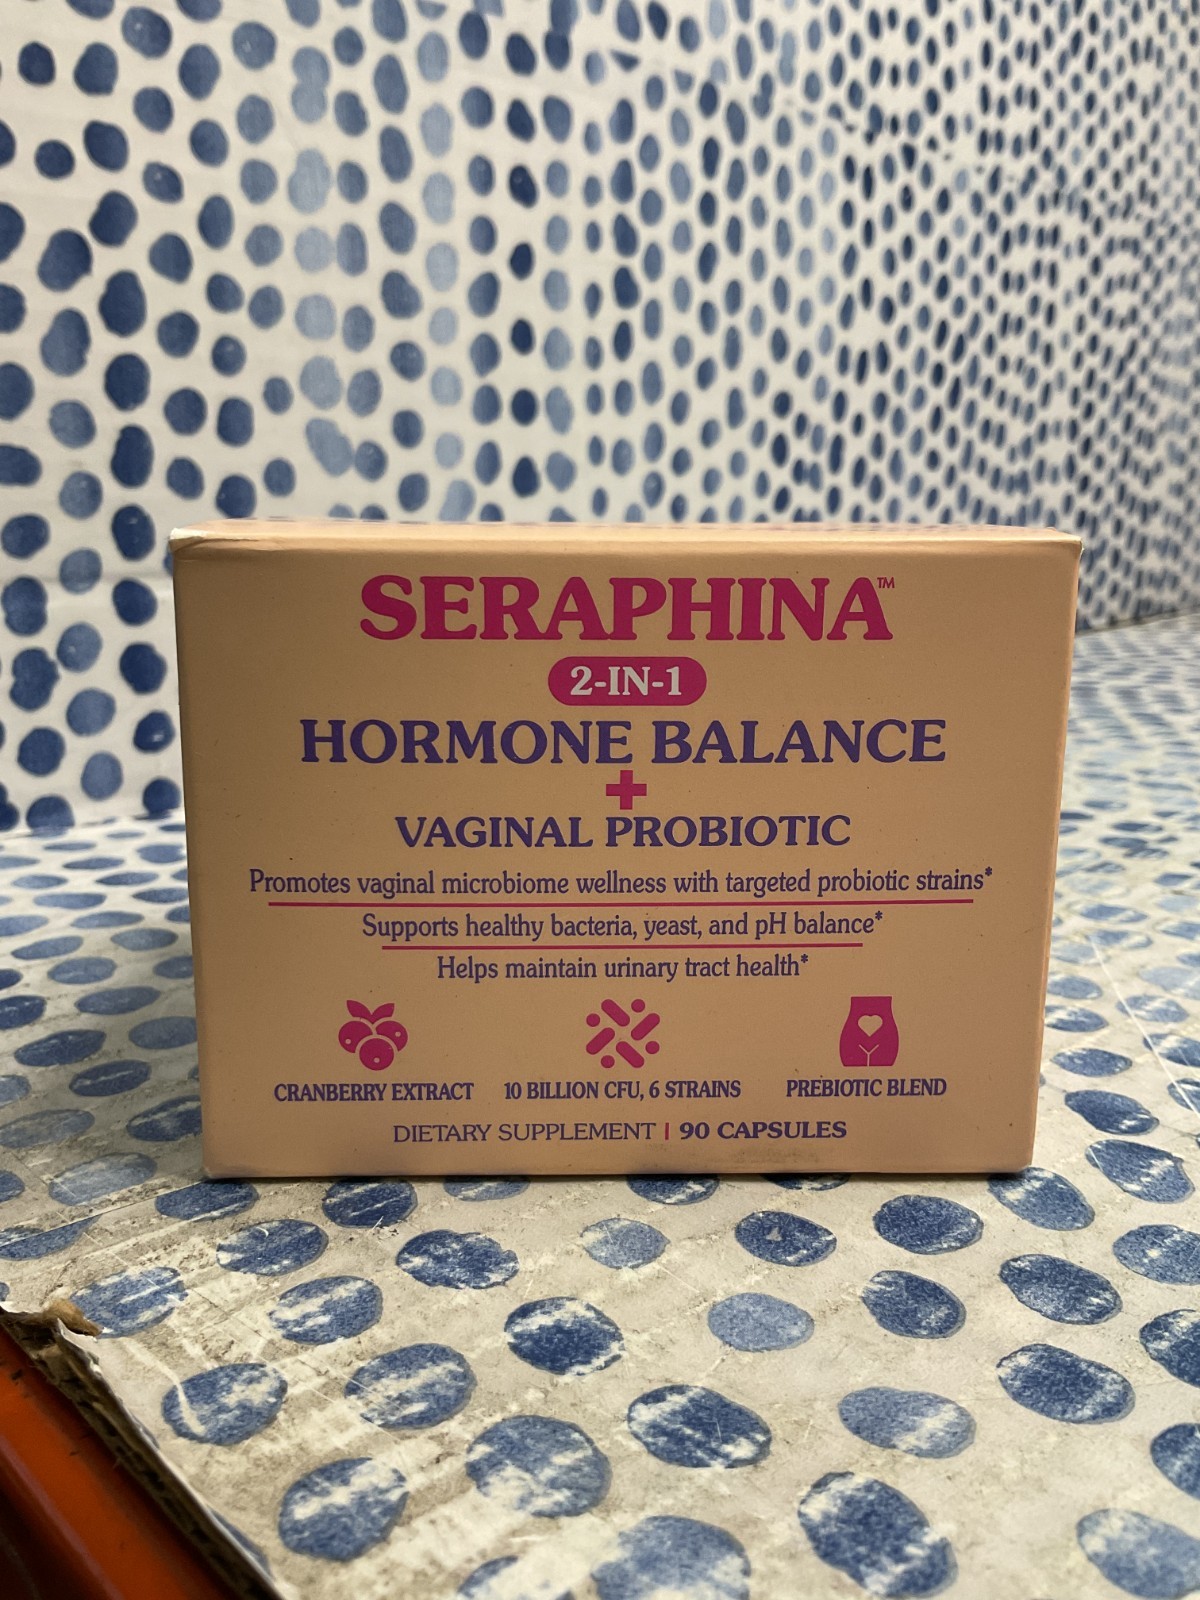 SERAPHINA™
2-IN-1
HORMONE BALANCE
+
VAGINAL PROBIOTIC
Promotes vaginal microbiome wellness with targeted probiotic strains*
Supports healthy bacteria, yeast, and pH balance*
Helps maintain urinary tract health*
CRANBERRY EXTRACT 10 BILLION CFU, 6 STRAINS PREBIOTIC BLEND
DIETARY SUPPLEMENT | 90 CAPSULES